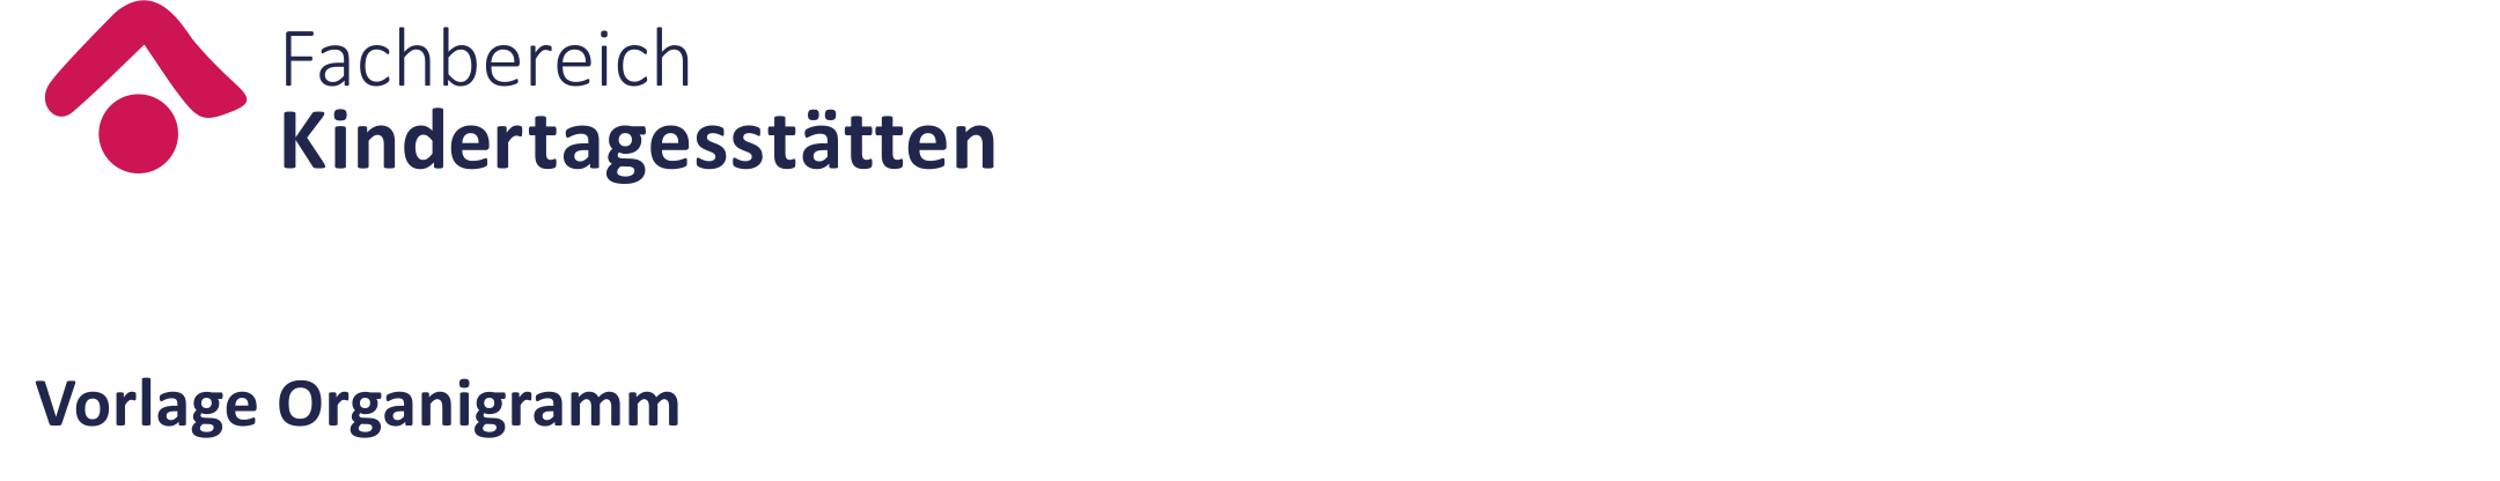 Fachbereich
Kindertagesstätten
Vorlage Organigramm